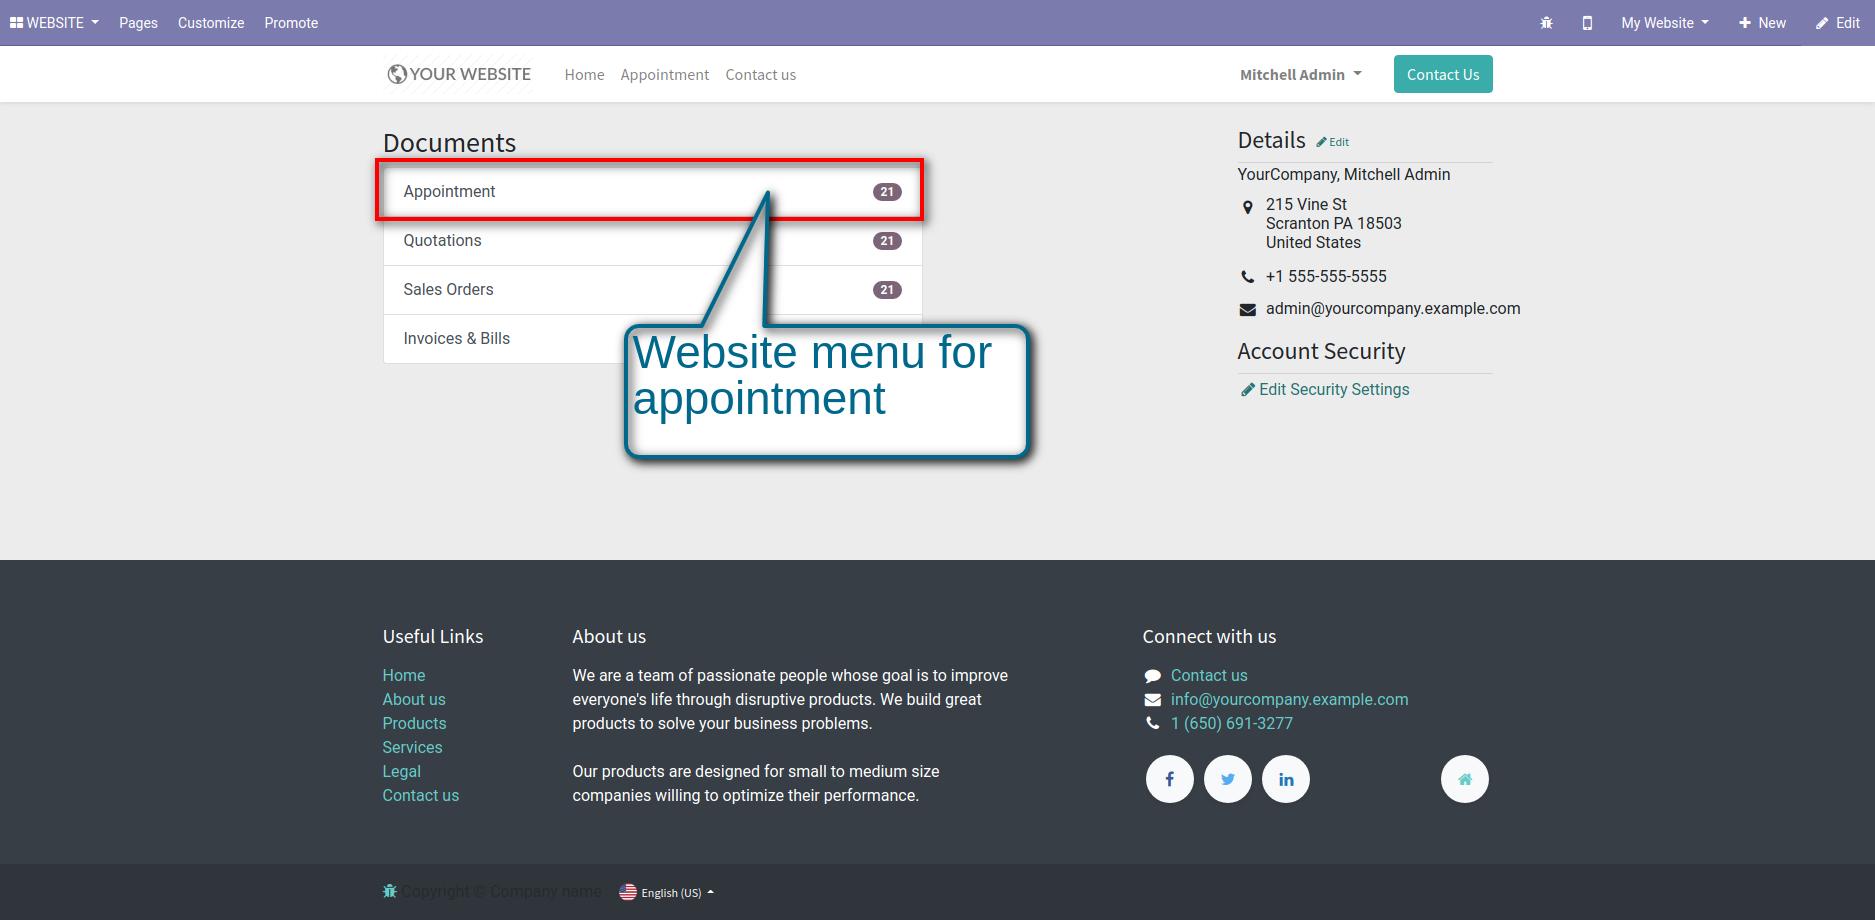 WEBSITE Pages Customize Promote My Website New Edit
YOUR WEBSITE Home Appointment Contact us Mitchell Admin Contact Us
Documents
Appointment 21
Quotations 21
Sales Orders 21
Invoices & Bills
Website menu for
appointment
Details Edit
YourCompany, Mitchell Admin
215 Vine St
Scranton PA 18503
United States
+1 555-555-5555
admin@yourcompany.example.com
Account Security
Edit Security Settings
Useful Links
Home
About us
Products
Services
Legal
Contact us
About us
We are a team of passionate people whose goal is to improve
everyone's life through disruptive products. We build great
products to solve your business problems.
Our products are designed for small to medium size
companies willing to optimize their performance.
Connect with us
Contact us
info@yourcompany.example.com
1 (650) 691-3277
Copyright © Company name English (US)